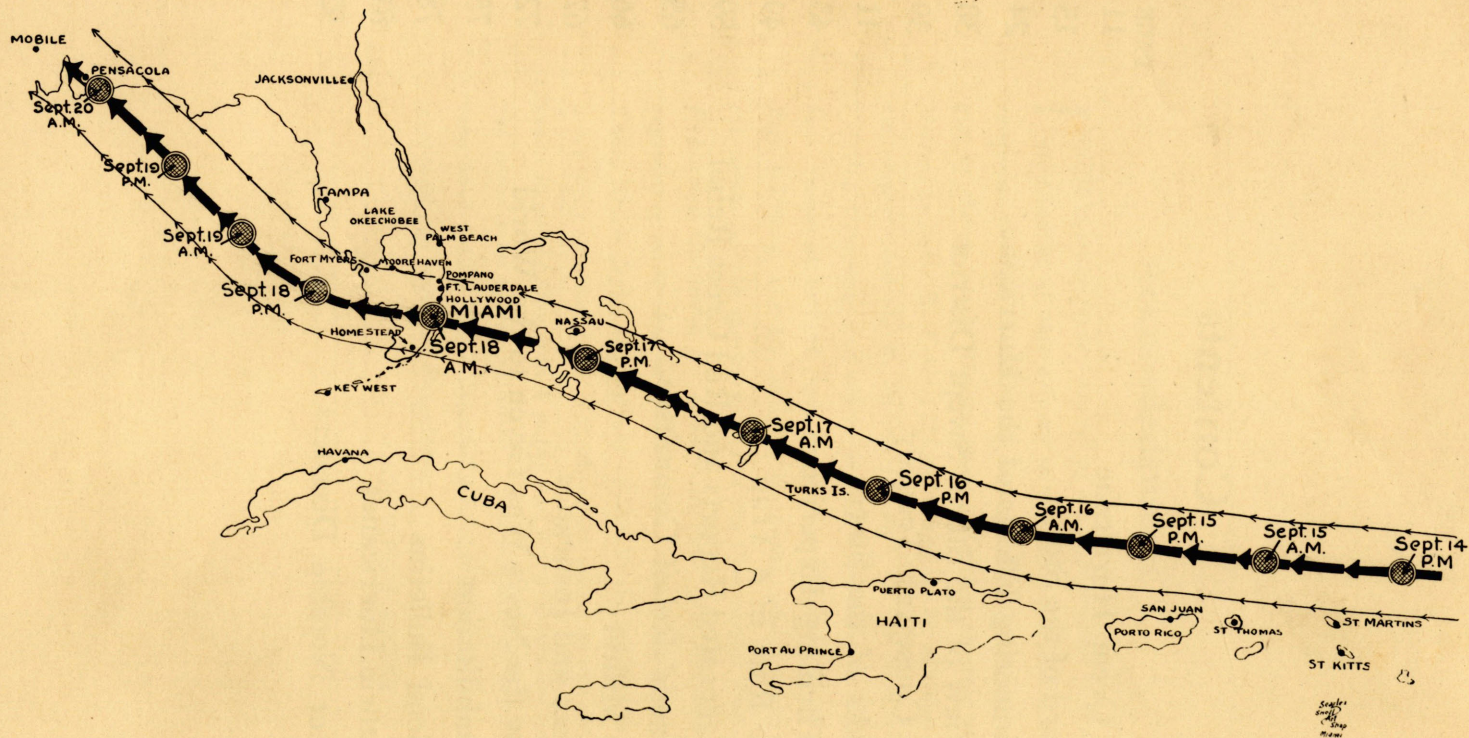 MOBILE
PENSACOLA
Sept. 20
A.M.
JACKSONVILLE
Sept. 19
P.M.
TAMPA
LAKE
OKEECHOBEE
WEST
PALM BEACH
Sept. 19
A.M.
FORT MYERS
MOORE HAVEN
POMPANO
FT. LAUDERDALE
HOLLYWOOD
MIAMI
Sept. 18
P.M.
HOMESTEAD
Sept. 18
A.M.
NASSAU
Sept. 17
P.M
KEY WEST
HAVANA
CUBA
Sept. 17
A.M
TURKS IS.
Sept. 16
P.M
Sept. 16
A.M.
Sept. 15
P.M.
Sept. 15
A.M.
Sept. 14
P.M
PUERTO PLATO
HAITI
PORT AU PRINCE
SAN JUAN
PORTO RICO
ST THOMAS
ST MARTINS
ST KITTS
Shop
Miami